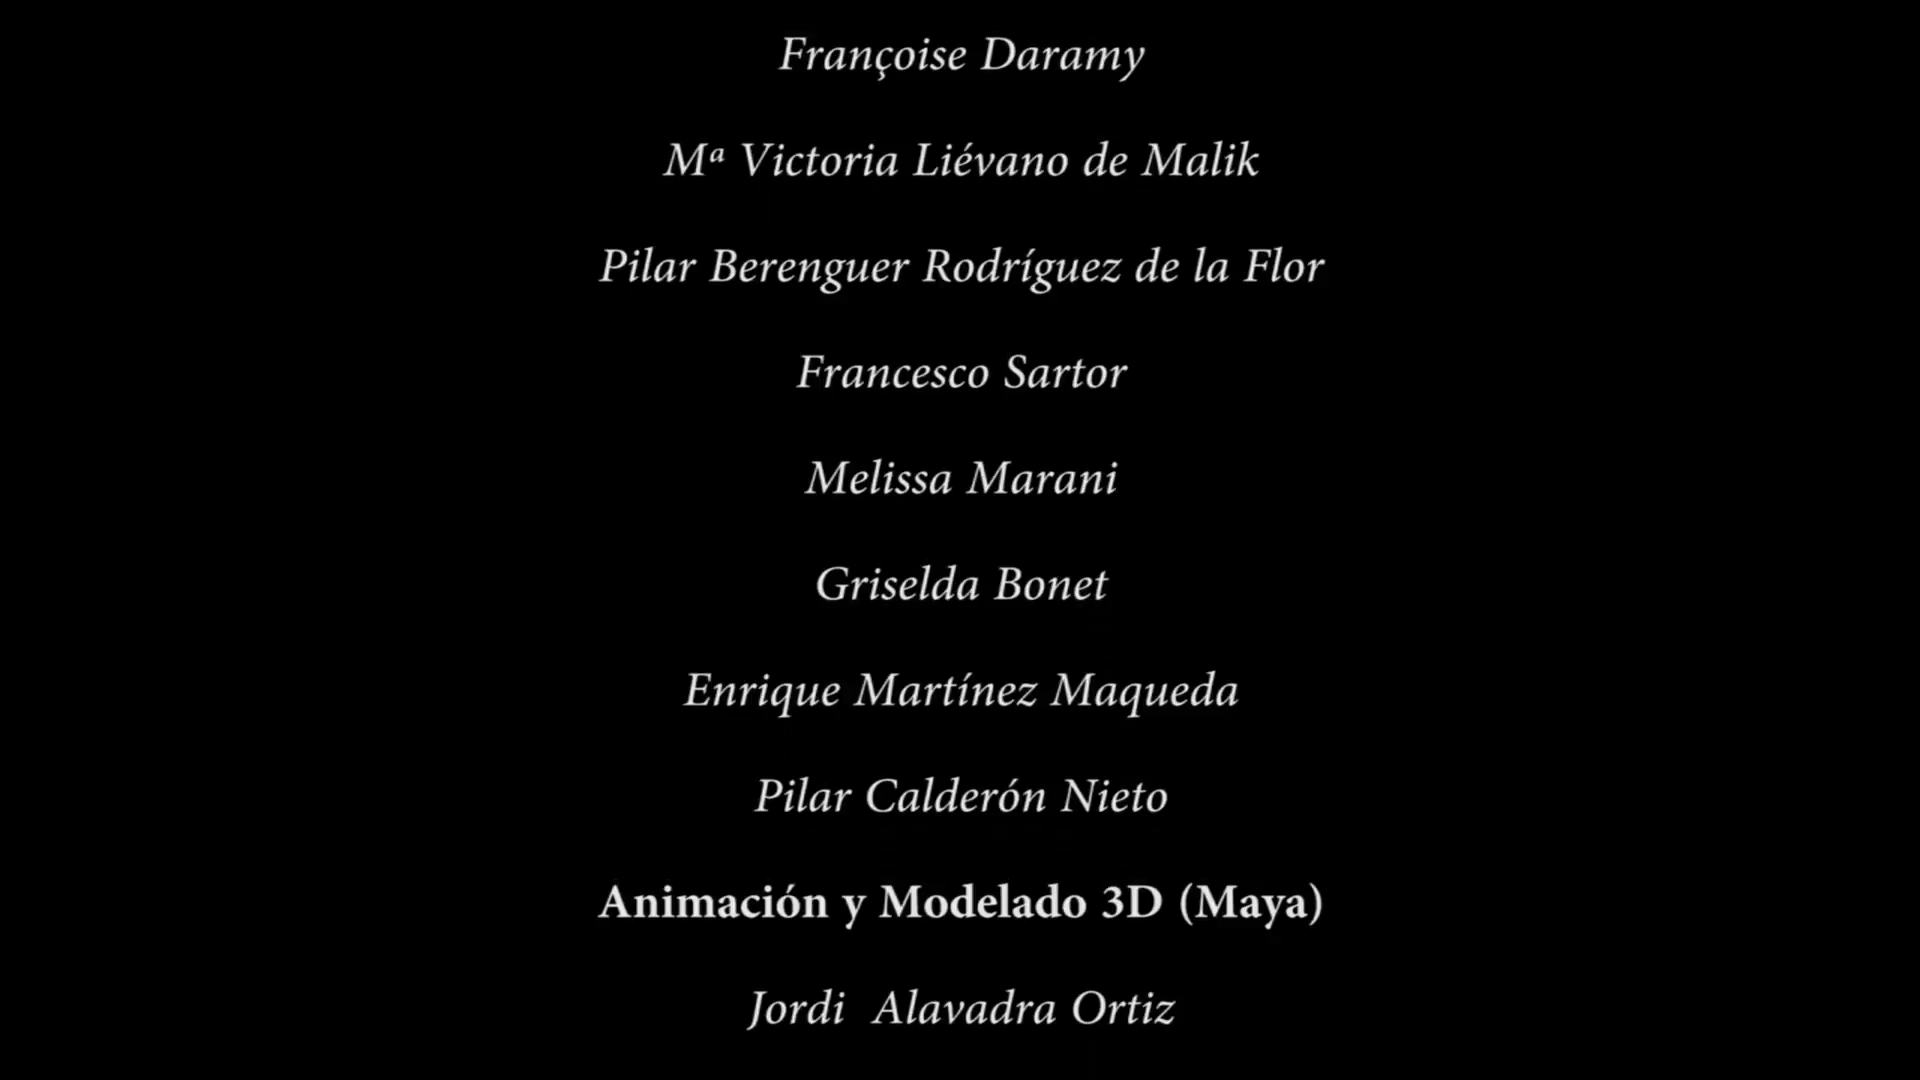 Françoise Daramy
Mª Victoria Liévano de Malik
Pilar Berenguer Rodríguez de la Flor
Francesco Sartor
Melissa Marani
Griselda Bonet
Enrique Martínez Maqueda
Pilar Calderón Nieto
Animación y Modelado 3D (Maya)
Jordi  Alavadra Ortiz